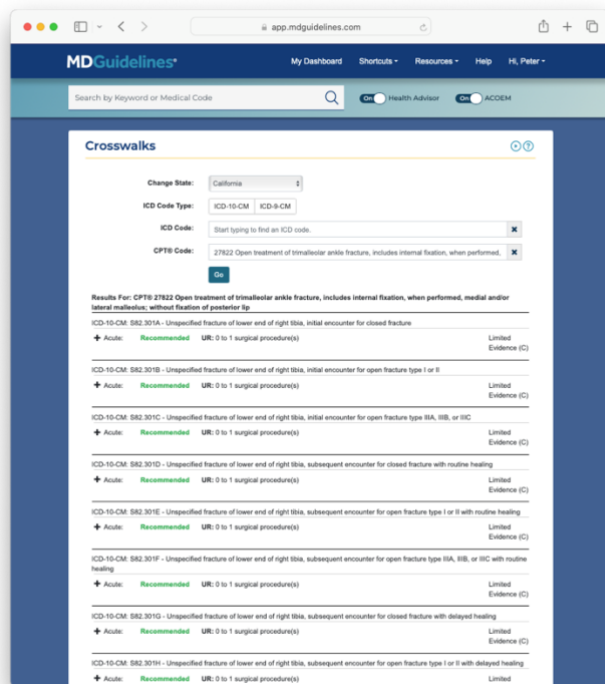 app.mdguidelines.com
MDGuidelines®
My Dashboard Shortcuts Resources Help Hi, Peter
Search by Keyword or Medical Code
On Health Advisor On ACOEM
Crosswalks
Change State: California
ICD Code Type: ICD-10-CM ICD-9-CM
ICD Code: Start typing to find an ICD code.
CPT® Code: 27822 Open treatment of trimalleolar ankle fracture, includes internal fixation, when performed,
Go
Results For: CPT® 27822 Open treatment of trimalleolar ankle fracture, includes internal fixation, when performed, medial and/or
lateral malleolus; without fixation of posterior lip
ICD-10-CM: S82.301A - Unspecified fracture of lower end of right tibia, initial encounter for closed fracture
+ Acute: Recommended UR: 0 to 1 surgical procedure(s) Limited
Evidence (C)
ICD-10-CM: S82.301B - Unspecified fracture of lower end of right tibia, initial encounter for open fracture type I or II
+ Acute: Recommended UR: 0 to 1 surgical procedure(s) Limited
Evidence (C)
ICD-10-CM: S82.301C - Unspecified fracture of lower end of right tibia, initial encounter for open fracture type IIIA, IIIB, or IIIC
+ Acute: Recommended UR: 0 to 1 surgical procedure(s) Limited
Evidence (C)
ICD-10-CM: S82.301D - Unspecified fracture of lower end of right tibia, subsequent encounter for closed fracture with routine healing
+ Acute: Recommended UR: 0 to 1 surgical procedure(s) Limited
Evidence (C)
ICD-10-CM: S82.301E - Unspecified fracture of lower end of right tibia, subsequent encounter for open fracture type I or II with routine healing
+ Acute: Recommended UR: 0 to 1 surgical procedure(s) Limited
Evidence (C)
ICD-10-CM: S82.301F - Unspecified fracture of lower end of right tibia, subsequent encounter for open fracture type IIIA, IIIB, or IIIC with routine
healing
+ Acute: Recommended UR: 0 to 1 surgical procedure(s) Limited
Evidence (C)
ICD-10-CM: S82.301G - Unspecified fracture of lower end of right tibia, subsequent encounter for closed fracture with delayed healing
+ Acute: Recommended UR: 0 to 1 surgical procedure(s) Limited
Evidence (C)
ICD-10-CM: S82.301H - Unspecified fracture of lower end of right tibia, subsequent encounter for open fracture type I or II with delayed healing
+ Acute: Recommended UR: 0 to 1 surgical procedure(s) Limited